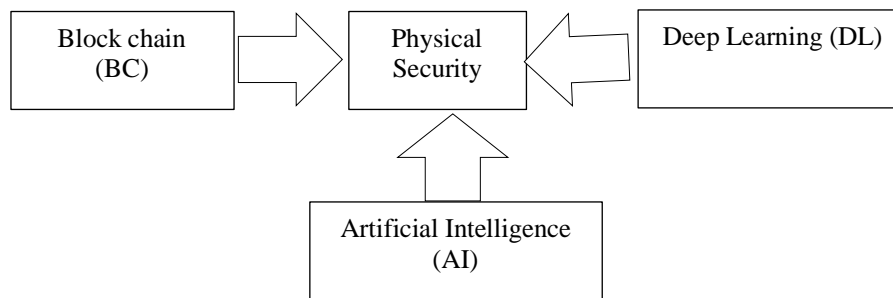 Block chain
(BC)
Physical
Security
Deep Learning (DL)
Artificial Intelligence
(AI)